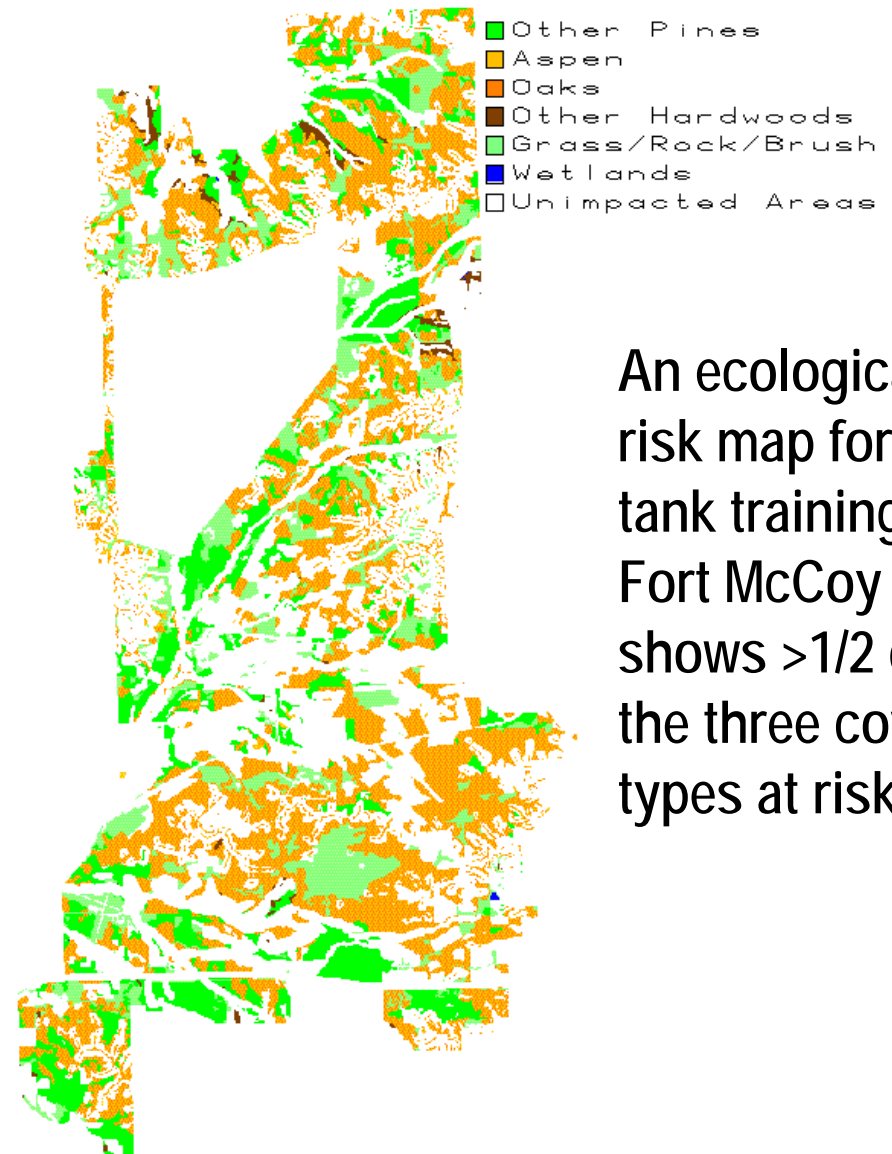 Other Pines
Aspen
Oaks
Other Hardwoods
Grass/Rock/Brush
Wetlands
Unimpacted Areas
An ecologica
risk map for
tank training
Fort McCoy
shows >1/2
the three co
types at risk